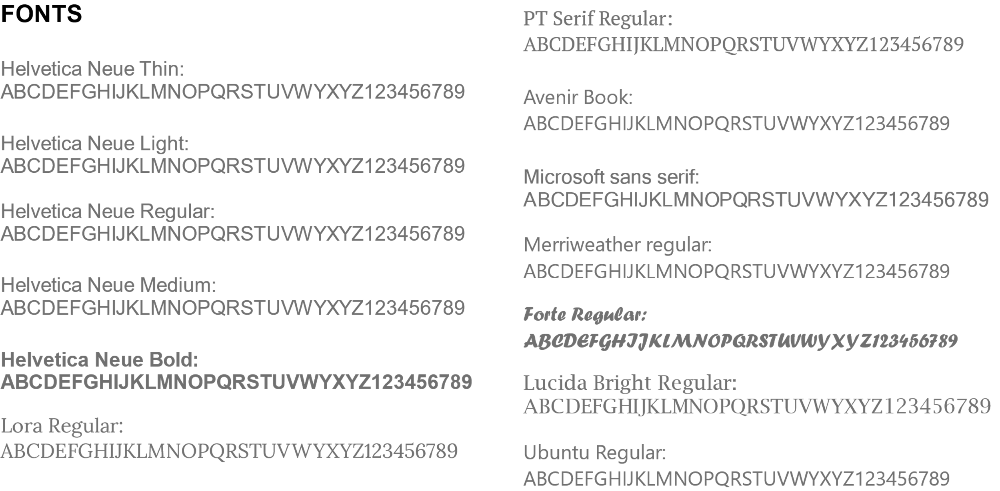 FONTS
Helvetica Neue Thin:
ABCDEFGHIJKLMNOPQRSTUVWYXYZ123456789
Helvetica Neue Light:
ABCDEFGHIJKLMNOPQRSTUVWYXYZ123456789
Helvetica Neue Regular:
ABCDEFGHIJKLMNOPQRSTUVWYXYZ123456789
Helvetica Neue Medium:
ABCDEFGHIJKLMNOPQRSTUVWYXYZ123456789
Helvetica Neue Bold:
ABCDEFGHIJKLMNOPQRSTUVWYXYZ123456789
Lora Regular:
ABCDEFGHIJKLMNOPQRSTUVWYXYZ123456789
PT Serif Regular:
ABCDEFGHIJKLMNOPQRSTUVWYXYZ123456789
Avenir Book:
ABCDEFGHIJKLMNOPQRSTUVWYXYZ123456789
Microsoft sans serif:
ABCDEFGHIJKLMNOPQRSTUVWYXYZ123456789
Merriweather regular:
ABCDEFGHIJKLMNOPQRSTUVWYXYZ123456789
Forte Regular:
ABCDEFGHIJKLMNOPQRSTUVWYXYZ123456789
Lucida Bright Regular:
ABCDEFGHIJKLMNOPQRSTUVWYXYZ123456789
Ubuntu Regular:
ABCDEFGHIJKLMNOPQRSTUVWYXYZ123456789